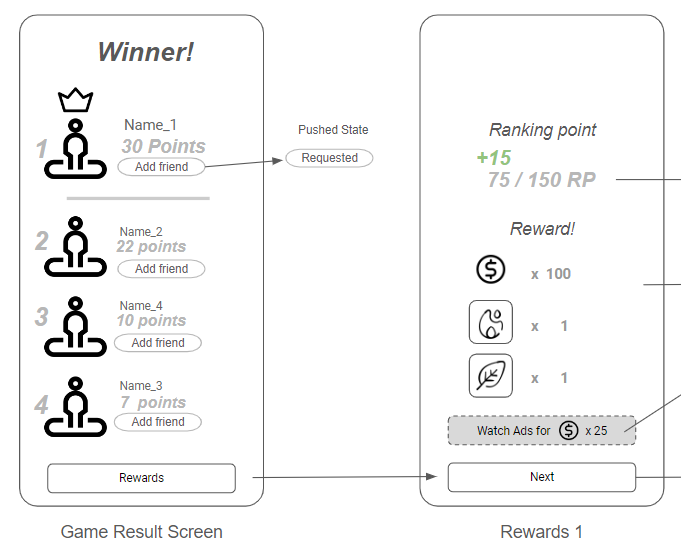 Winner!
1
Name_1
30 Points
Add friend
Pushed State
Requested
2
Name_2
22 points
Add friend
3
Name_4
10 points
Add friend
4
Name_3
7 points
Add friend
Rewards
Game Result Screen
Ranking point
+15
75 / 150 RP
Reward!
$ x 100
x 1
x 1
Watch Ads for $ x 25
Next
Rewards 1